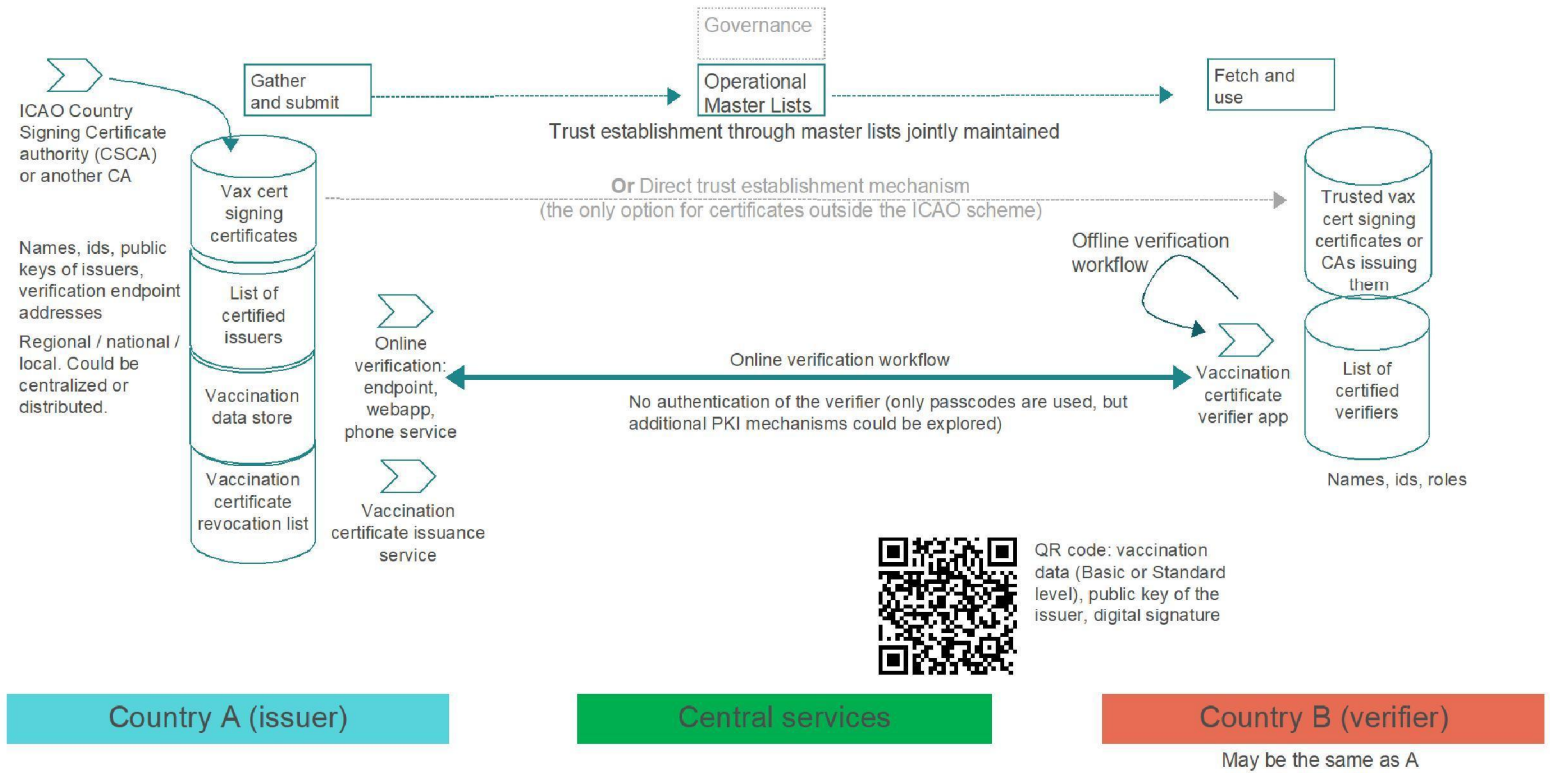 Governance
Gather
and submit
Operational
Master Lists
Fetch and
use
ICAO Country
Signing Certificate
authority (CSCA)
or another CA
Trust establishment through master lists jointly maintained
Vax cert
signing
certificates
Or Direct trust establishment mechanism
(the only option for certificates outside the ICAO scheme)
Trusted vax
cert signing
certificates or
CAs issuing
them
Names, ids, public
keys of issuers,
verification endpoint
addresses
List of
certified
issuers
Offline verification
workflow
Regional / national /
local. Could be
centralized or
distributed.
Online
verification:
endpoint,
webapp,
phone service
Online verification workflow
No authentication of the verifier (only passcodes are used, but
additional PKI mechanisms could be explored)
Vaccination
certificate
verifier app
List of
certified
verifiers
Vaccination
data store
Names, ids, roles
Vaccination
certificate
revocation list
Vaccination
certificate issuance
service
QR code: vaccination
data (Basic or Standard
level), public key of the
issuer, digital signature
Country A (issuer)
Central services
Country B (verifier)
May be the same as A